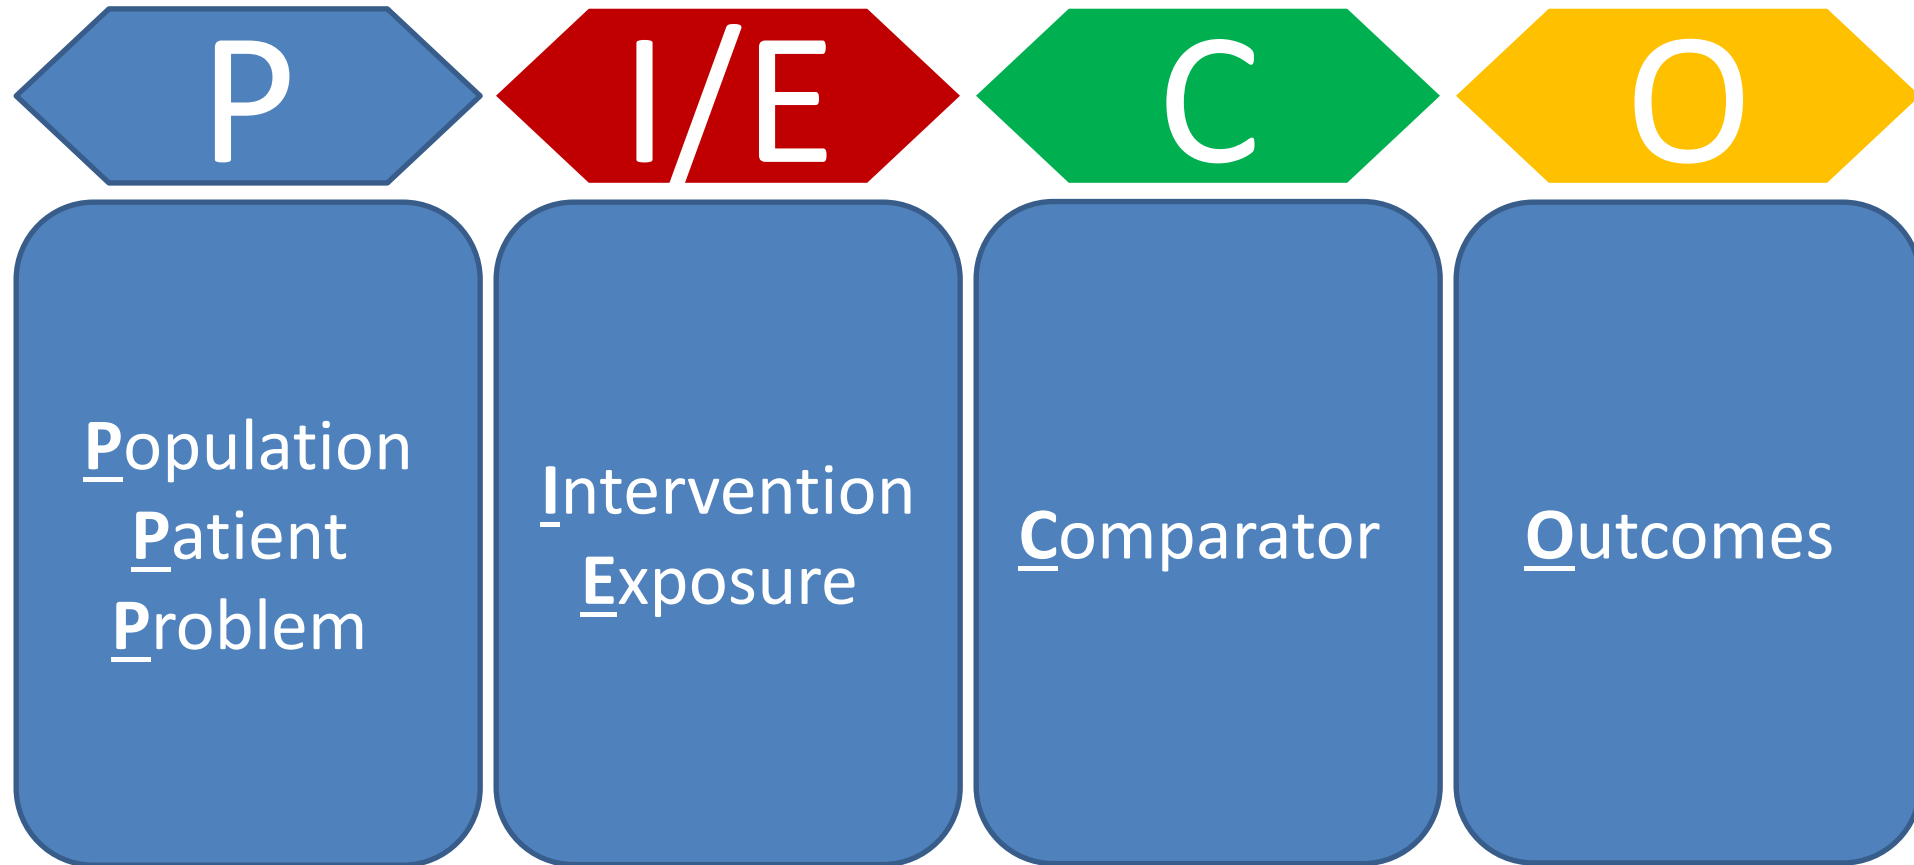 P
I/E
C
O
Population
Patient
Problem
Intervention
Exposure
Comparator
Outcomes